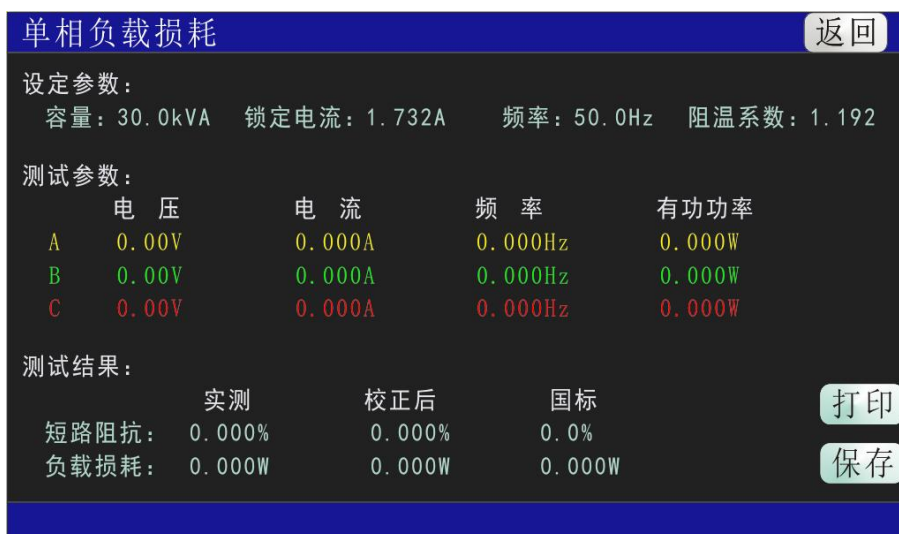 单相负载损耗 返回
设定参数：
容量：30.0kVA 锁定电流：1.732A 频率：50.0Hz 阻温系数：1.192
测试参数：
电 压 电 流 频 率 有功功率
A 0.00V 0.000A 0.000Hz 0.000W
B 0.00V 0.000A 0.000Hz 0.000W
C 0.00V 0.000A 0.000Hz 0.000W
测试结果：
实测 校正后 国标
打印
短路阻抗： 0.000% 0.000% 0.0%
负载损耗： 0.000W 0.000W 0.000W
保存